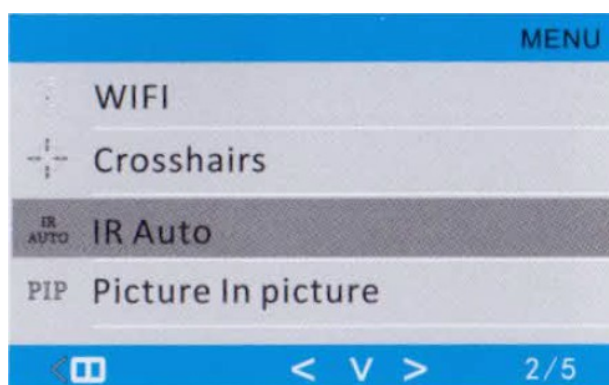 MENU
WIFI
Crosshairs
IR
AUTO
IR Auto
PIP Picture In picture
< V > 2/5